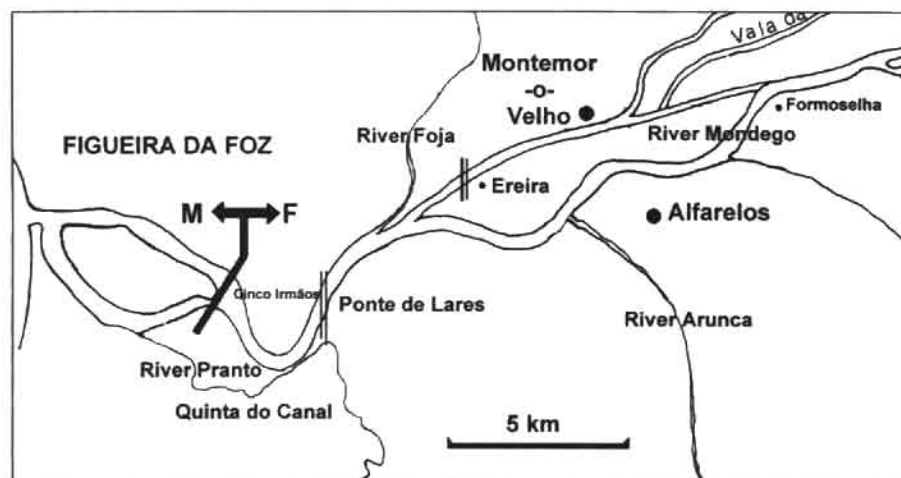 Vala da
Montemor
-o-
Velho
Formoselha
River Foja
River Mondego
FIGUEIRA DA FOZ
Ereira
M
F
Alfarelos
Cinco Irmãos
Ponte de Lares
River Arunca
River Pranto
Quinta do Canal
5 km